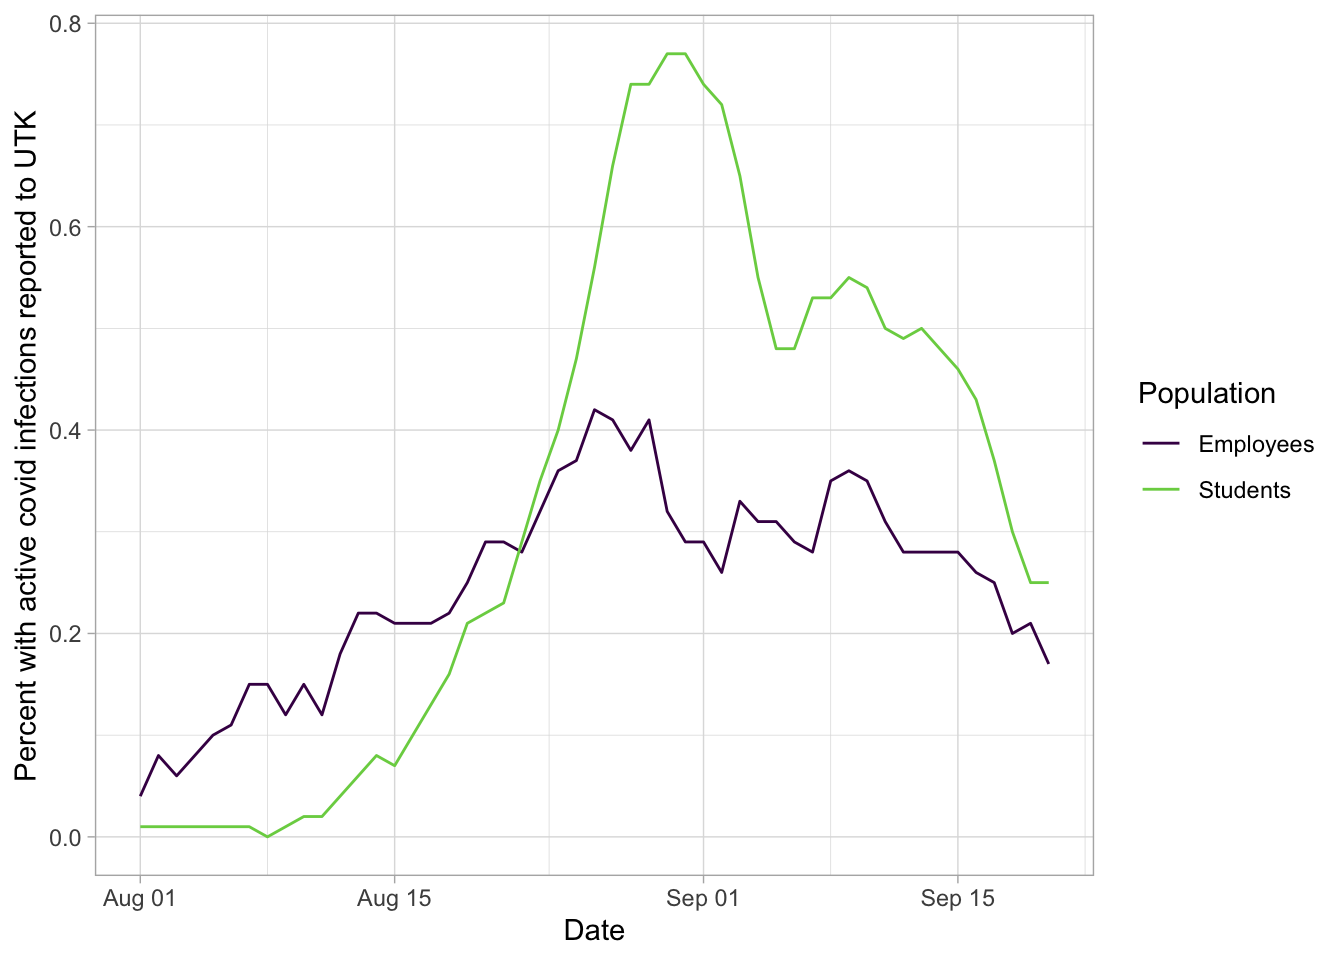 Percent with active covid infections reported to UTK
0.8
0.6
0.4
0.2
0.0
Aug 01
Aug 15
Sep 01
Sep 15
Date
Population
Employees
Students